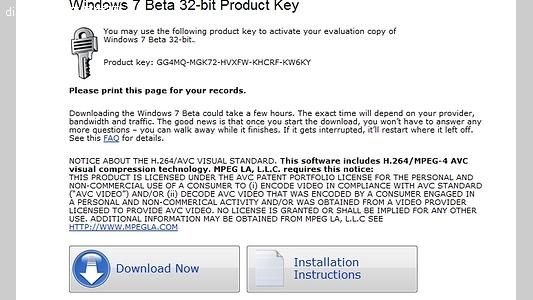 Windows 7 Beta 32-bit Product Key
You may use the following product key to activate your evaluation copy of
Windows 7 Beta 32-bit.
Product key: GG4MQ-MGK72-HVXFW-KHCRF-KW6KY
Please print this page for your records.
Downloading the Windows 7 Beta could take a few hours. The exact time will depend on your provider,
bandwidth and traffic. The good news is that once you start the download, you won't have to answer any
more questions – you can walk away while it finishes. If it gets interrupted, it'll restart where it left off.
See this FAQ for details.
NOTICE ABOUT THE H.264/AVC VISUAL STANDARD. This software includes H.264/MPEG-4 AVC
visual compression technology. MPEG LA, L.L.C. requires this notice:
THIS PRODUCT IS LICENSED UNDER THE AVC PATENT PORTFOLIO LICENSE FOR THE PERSONAL AND
NON-COMMERCIAL USE OF A CONSUMER TO (i) ENCODE VIDEO IN COMPLIANCE WITH AVC STANDARD
("AVC VIDEO") AND/OR (ii) DECODE AVC VIDEO THAT WAS ENCODED BY A CONSUMER ENGAGED IN
A PERSONAL AND NON-COMMERICAL ACTIVITY AND/OR WAS OBTAINED FROM A VIDEO PROVIDER
LICENSED TO PROVIDE AVC VIDEO. NO LICENSE IS GRANTED OR SHALL BE IMPLIED FOR ANY OTHER
USE. ADDITIONAL INFORMATION MAY BE OBTAINED FROM MPEG LA, L.L.C SEE
HTTP://WWW.MPEGLA.COM
Download Now
Installation
Instructions